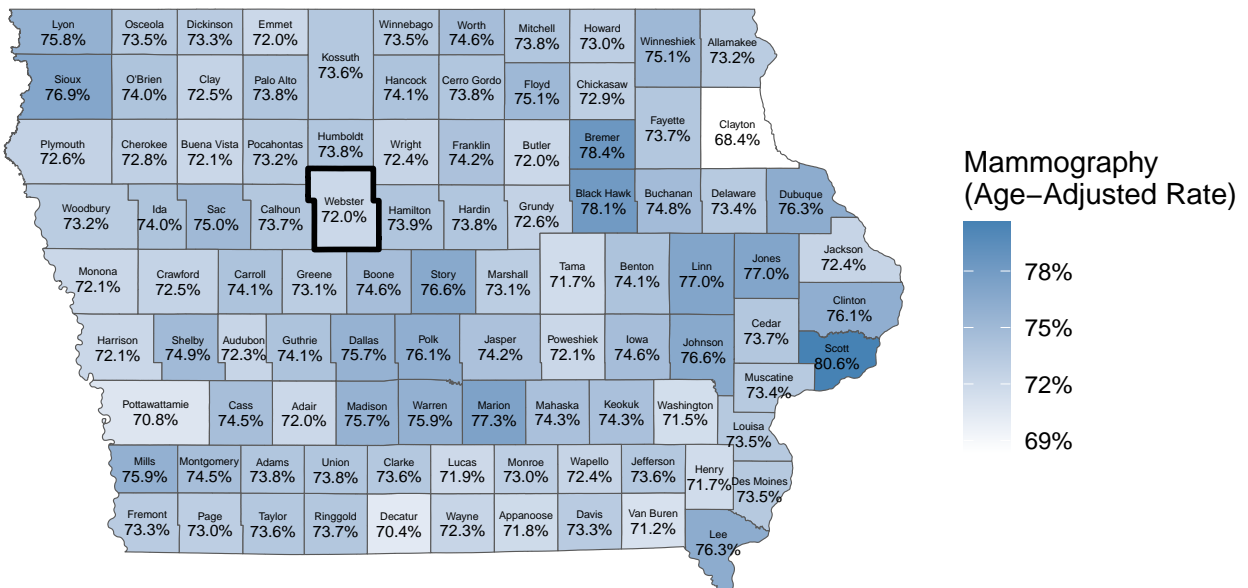 Lyon
75.8%
Osceola
73.5%
Dickinson
73.3%
Emmet
72.0%
Kossuth
73.6%
Winnebago
73.5%
Worth
74.6%
Mitchell
73.8%
Howard
73.0%
Winneshiek
75.1%
Allamakee
73.2%
Sioux
76.9%
O'Brien
74.0%
Clay
72.5%
Palo Alto
73.8%
Hancock
74.1%
Cerro Gordo
73.8%
Floyd
75.1%
Chickasaw
72.9%
Fayette
73.7%
Clayton
68.4%
Plymouth
72.6%
Cherokee
72.8%
Buena Vista
72.1%
Pocahontas
73.2%
Humboldt
73.8%
Wright
72.4%
Franklin
74.2%
Butler
72.0%
Bremer
78.4%
Woodbury
73.2%
Ida
74.0%
Sac
75.0%
Calhoun
73.7%
Webster
72.0%
Hamilton
73.9%
Hardin
73.8%
Grundy
72.6%
Black Hawk
78.1%
Buchanan
74.8%
Delaware
73.4%
Dubuque
76.3%
Monona
72.1%
Crawford
72.5%
Carroll
74.1%
Greene
73.1%
Boone
74.6%
Story
76.6%
Marshall
73.1%
Tama
71.7%
Benton
74.1%
Linn
77.0%
Jones
77.0%
Jackson
72.4%
Clinton
76.1%
Harrison
72.1%
Shelby
74.9%
Audubon
72.3%
Guthrie
74.1%
Dallas
75.7%
Polk
76.1%
Jasper
74.2%
Poweshiek
72.1%
Iowa
74.6%
Johnson
76.6%
Cedar
73.7%
Scott
80.6%
Muscatine
73.4%
Pottawattamie
70.8%
Cass
74.5%
Adair
72.0%
Madison
75.7%
Warren
75.9%
Marion
77.3%
Mahaska
74.3%
Keokuk
74.3%
Washington
71.5%
Louisa
73.5%
Mills
75.9%
Montgomery
74.5%
Adams
73.8%
Union
73.8%
Clarke
73.6%
Lucas
71.9%
Monroe
73.0%
Wapello
72.4%
Jefferson
73.6%
Henry
71.7%
Des Moines
73.5%
Fremont
73.3%
Page
73.0%
Taylor
73.6%
Ringgold
73.7%
Decatur
70.4%
Wayne
72.3%
Appanoose
71.8%
Davis
73.3%
Van Buren
71.2%
Lee
76.3%
Mammography
(Age−Adjusted Rate)
78%
75%
72%
69%